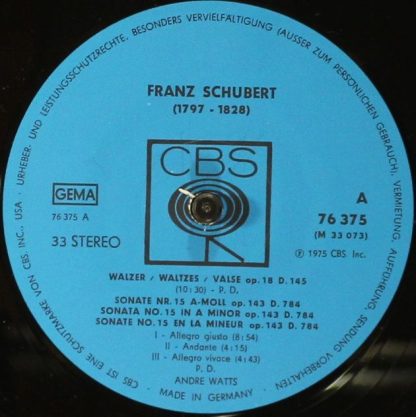 URHEBER- UND LEISTUNGSSCHUTZRECHTE, BESONDERS VERVIELFÄLTIGUNG (AUSSER ZUM PERSÖNLICHEN GEBRAUCH), VERMIETUNG, AUFFÜHRUNG, SENDUNG VORBEHALTEN
FRANZ SCHUBERT
(1797 - 1828)
CBS
GEMA
A
76 375 A
76 375
(M 33 073)
33 STEREO
℗ 1975 CBS Inc.
WALZER / WALTZES / VALSE op. 18 D. 145
(10:30) - P. D.
SONATE NR. 15 A-MOLL op. 143 D. 784
SONATA NO. 15 IN A MINOR op. 143 D. 784
SONATE NO. 15 EN LA MINEUR op. 143 D. 784
I - Allegro giusto (8:54)
II - Andante (4:15)
III - Allegro vivace (4:43)
P. D.
ANDRE WATTS
MADE IN GERMANY
CBS IST EINE SCHUTZMARKE VON CBS INC., USA